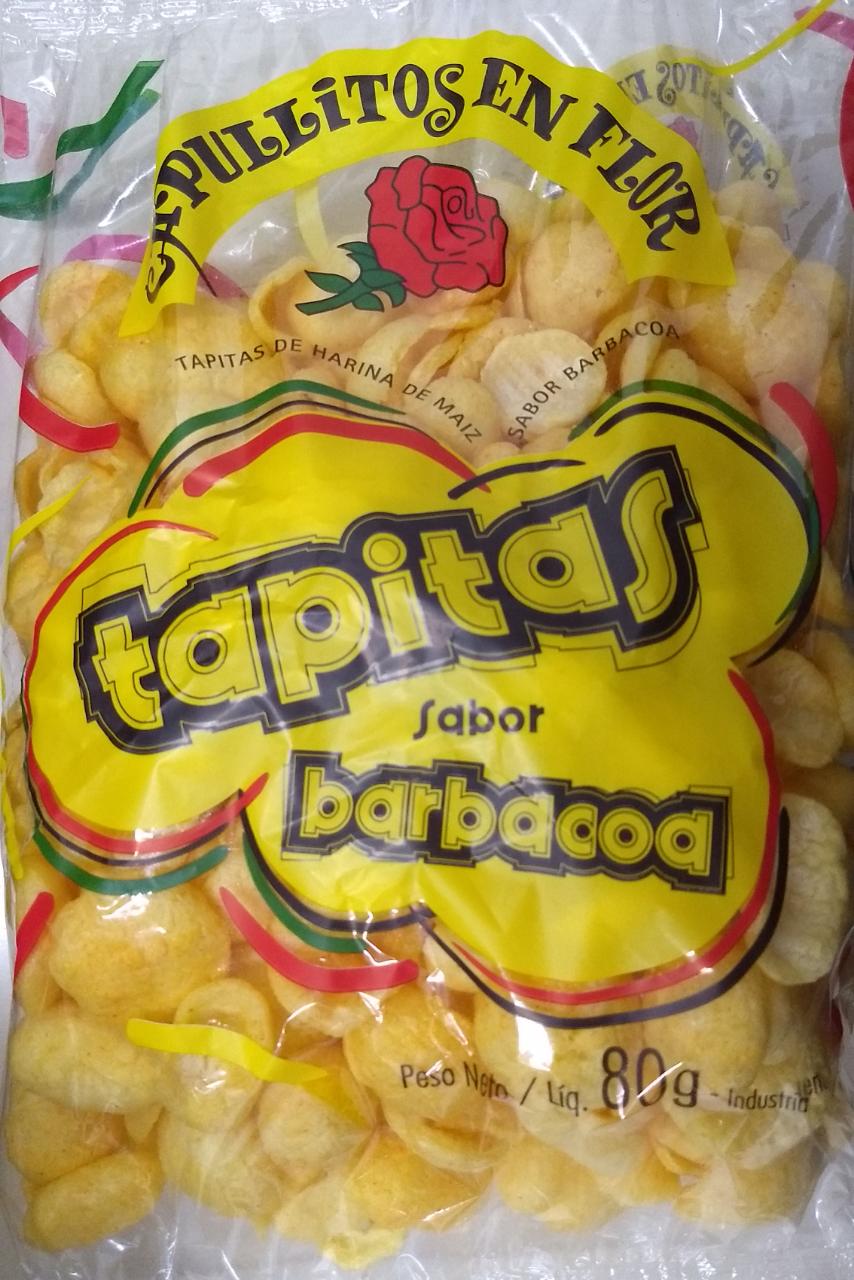 CAPULLITOS EN FLOR
TAPITAS DE HARINA DE MAIZ SABOR BARBACOA
tapitas
sabor
barbacoa
Peso Neto / Líq. 80g - Industria